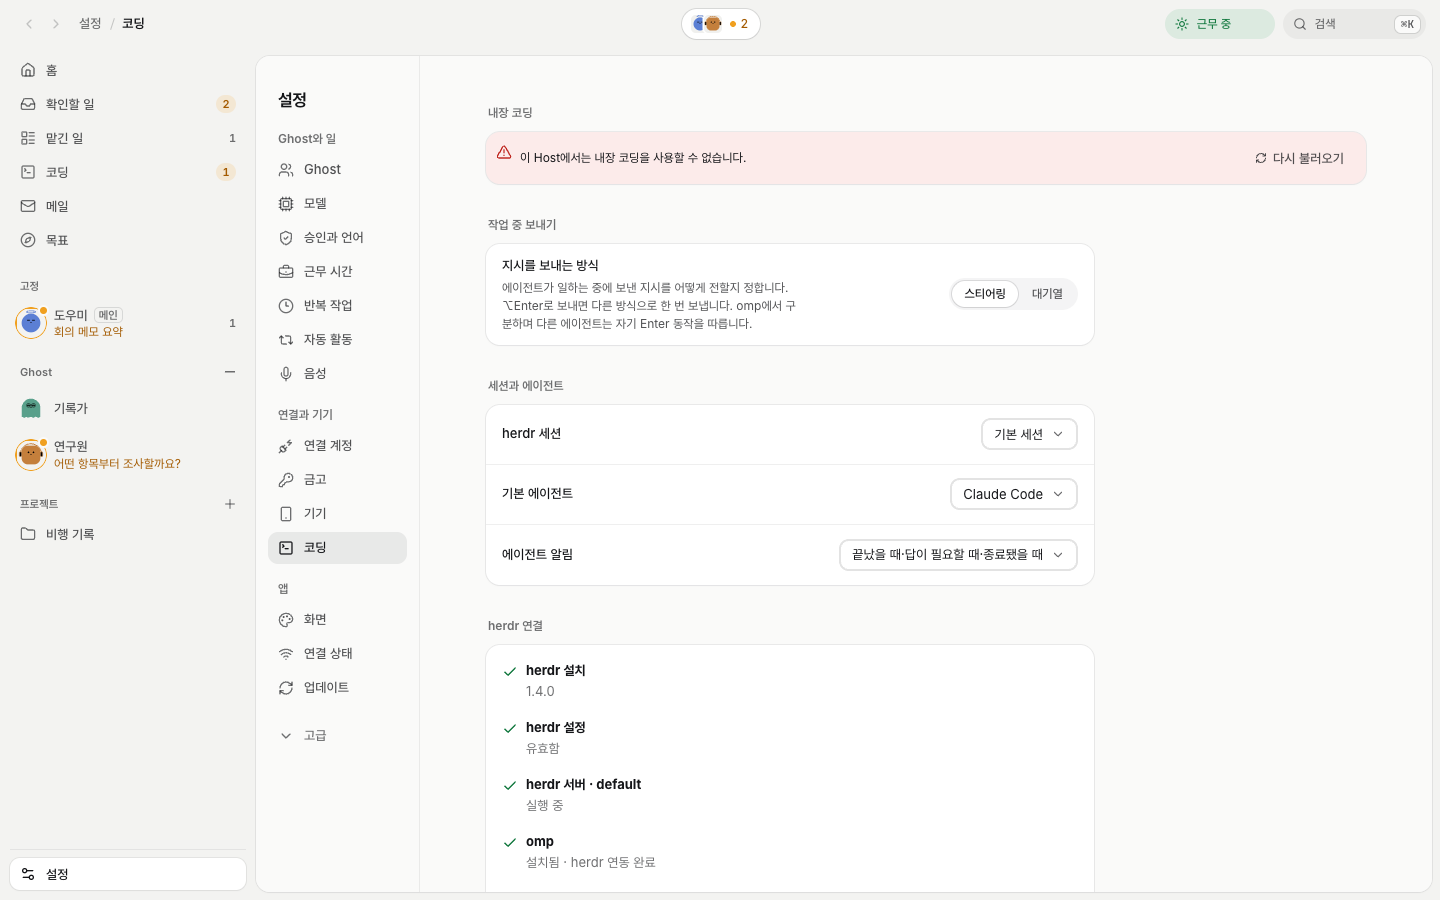 설정 / 코딩
2
근무 중
검색
⌘K
홈
확인할 일
2
맡긴 일
1
코딩
1
메일
목표
고정
도우미
메인
회의 메모 요약
1
Ghost
기록가
연구원
어떤 항목부터 조사할까요?
프로젝트
비행 기록
설정
설정
Ghost와 일
Ghost
모델
승인과 언어
근무 시간
반복 작업
자동 활동
음성
연결과 기기
연결 계정
금고
기기
코딩
앱
화면
연결 상태
업데이트
고급
내장 코딩
이 Host에서는 내장 코딩을 사용할 수 없습니다.
다시 불러오기
작업 중 보내기
지시를 보내는 방식
에이전트가 일하는 중에 보낸 지시를 어떻게 전할지 정합니다.
⌥Enter로 보내면 다른 방식으로 한 번 보냅니다. omp에서 구
분하며 다른 에이전트는 자기 Enter 동작을 따릅니다.
스티어링
대기열
세션과 에이전트
herdr 세션
기본 세션
기본 에이전트
Claude Code
에이전트 알림
끝났을 때·답이 필요할 때·종료됐을 때
herdr 연결
herdr 설치
1.4.0
herdr 설정
유효함
herdr 서버 · default
실행 중
omp
설치됨 · herdr 연동 완료